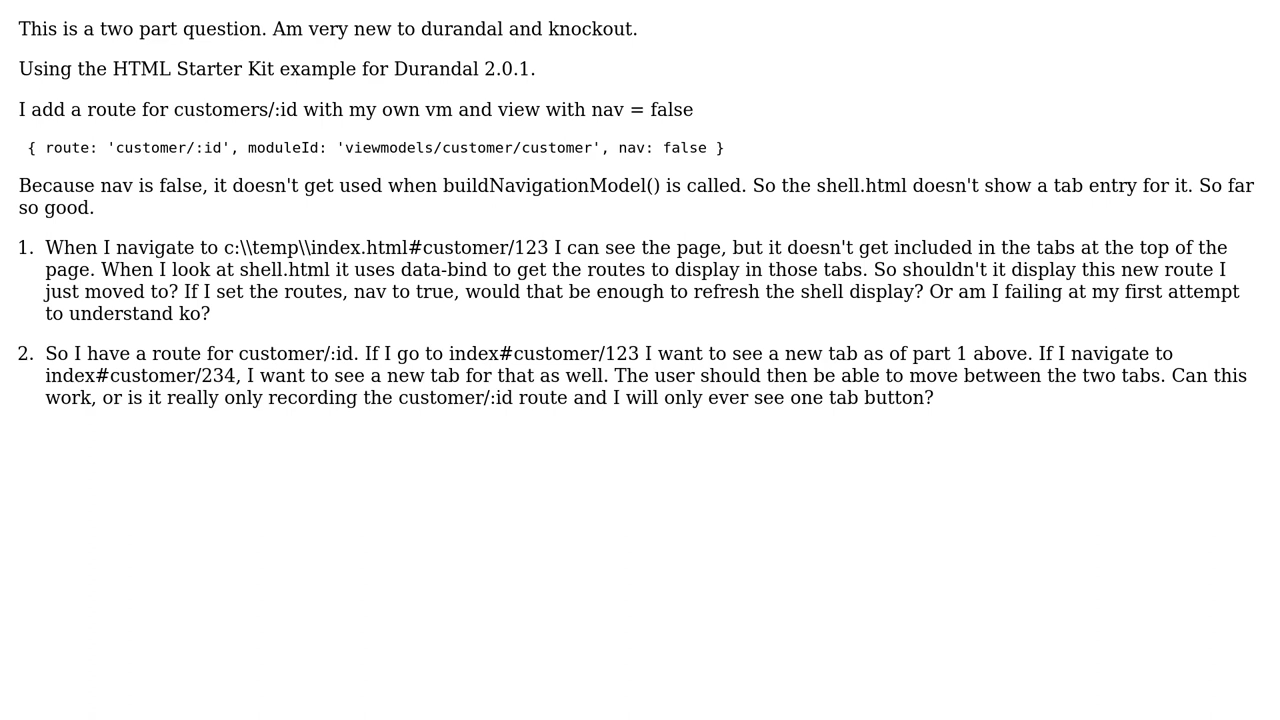 This is a two part question. Am very new to durandal and knockout.
Using the HTML Starter Kit example for Durandal 2.0.1.
I add a route for customers/:id with my own vm and view with nav = false
{ route: 'customer/:id', moduleId: 'viewmodels/customer/customer', nav: false }
Because nav is false, it doesn't get used when buildNavigationModel() is called. So the shell.html doesn't show a tab entry for it. So far
so good.
1. When I navigate to c:\\temp\\index.html#customer/123 I can see the page, but it doesn't get included in the tabs at the top of the
page. When I look at shell.html it uses data-bind to get the routes to display in those tabs. So shouldn't it display this new route I
just moved to? If I set the routes, nav to true, would that be enough to refresh the shell display? Or am I failing at my first attempt
to understand ko?
2. So I have a route for customer/:id. If I go to index#customer/123 I want to see a new tab as of part 1 above. If I navigate to
index#customer/234, I want to see a new tab for that as well. The user should then be able to move between the two tabs. Can this
work, or is it really only recording the customer/:id route and I will only ever see one tab button?